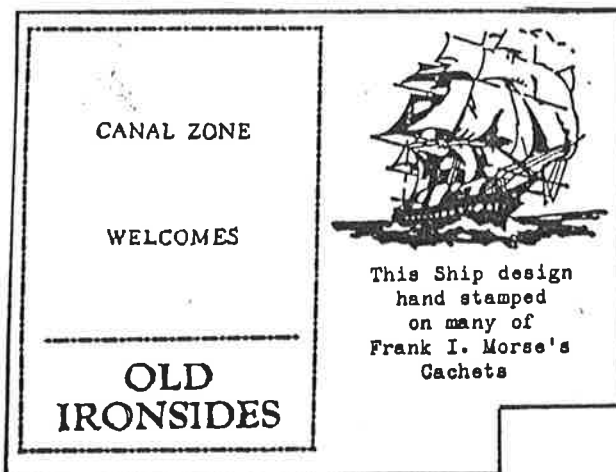 CANAL ZONE
WELCOMES
OLD
IRONSIDES
This Ship design
hand stamped
on many of
Frank I. Morse's
Cachets